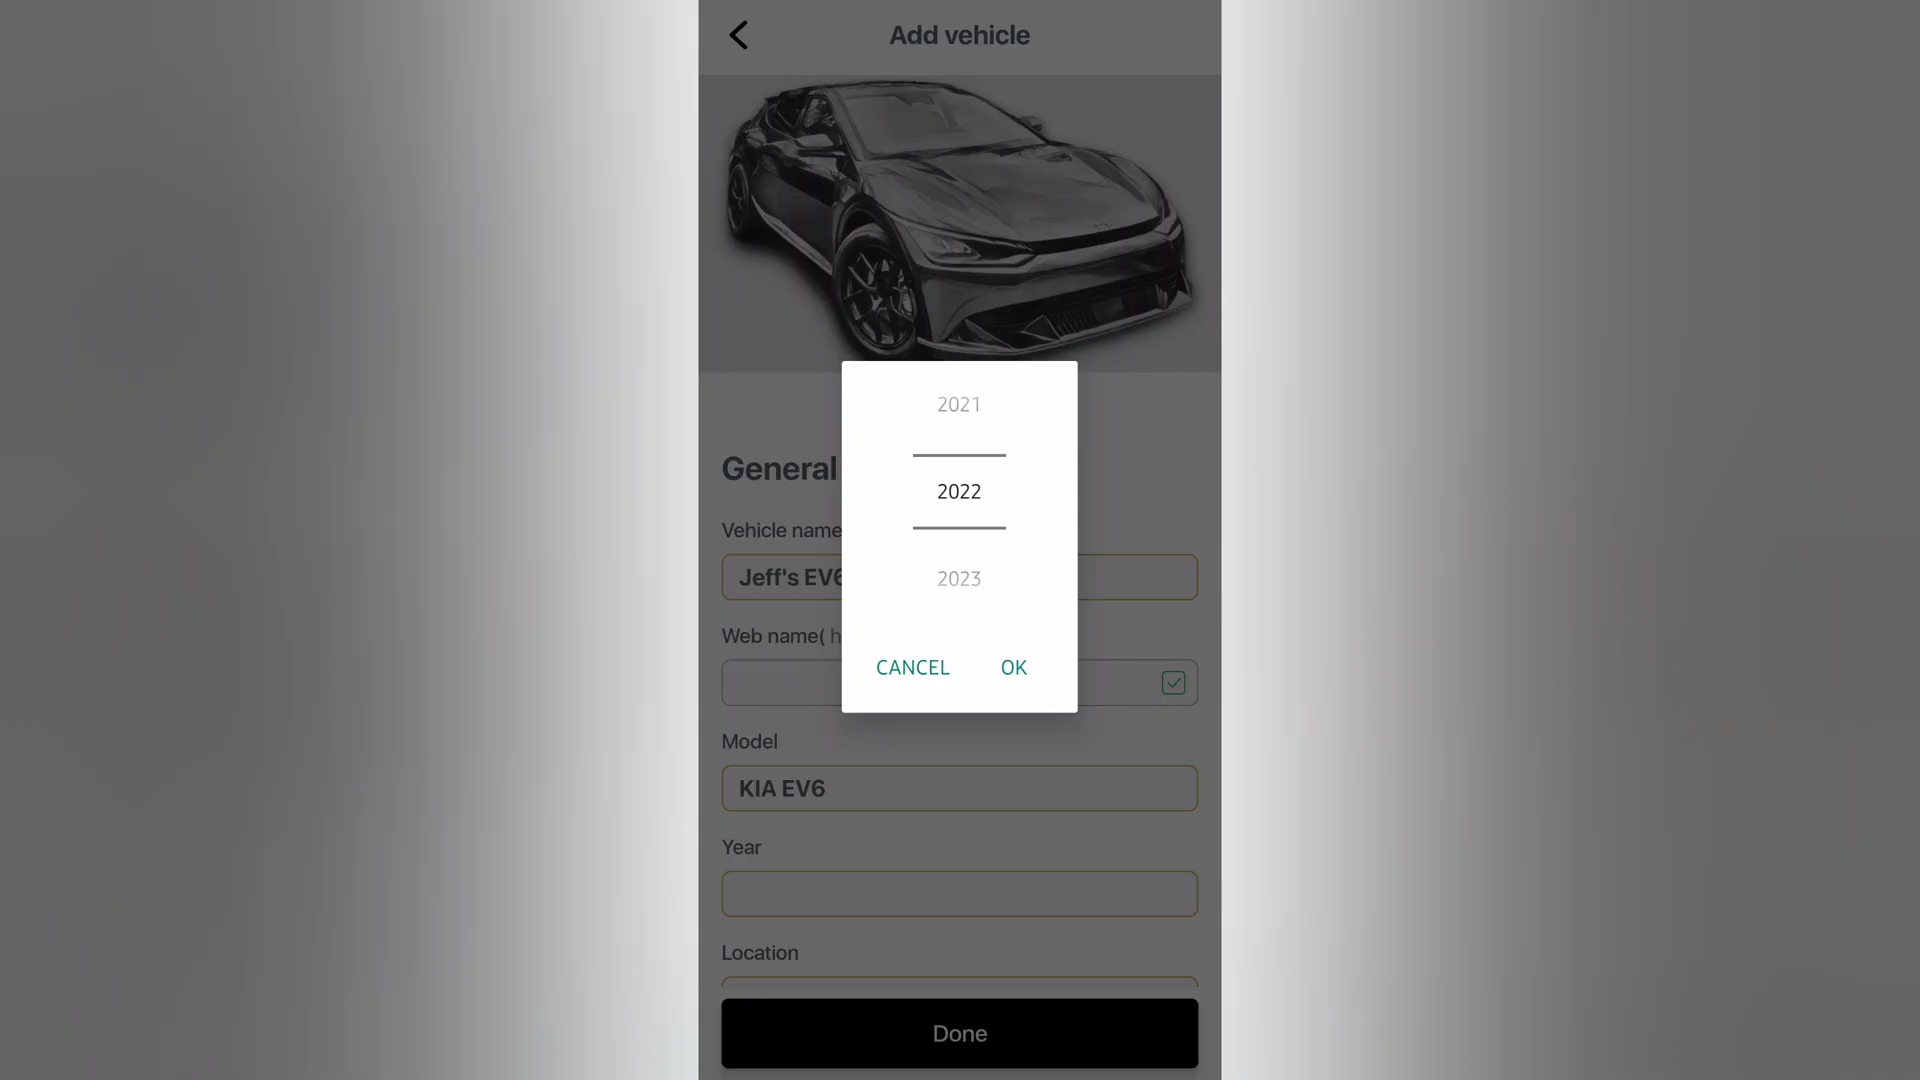 Add vehicle
2021
2022
2023
CANCEL OK
General
Vehicle name
Jeff's EV6
Web name( h
Model
KIA EV6
Year
Location
Done